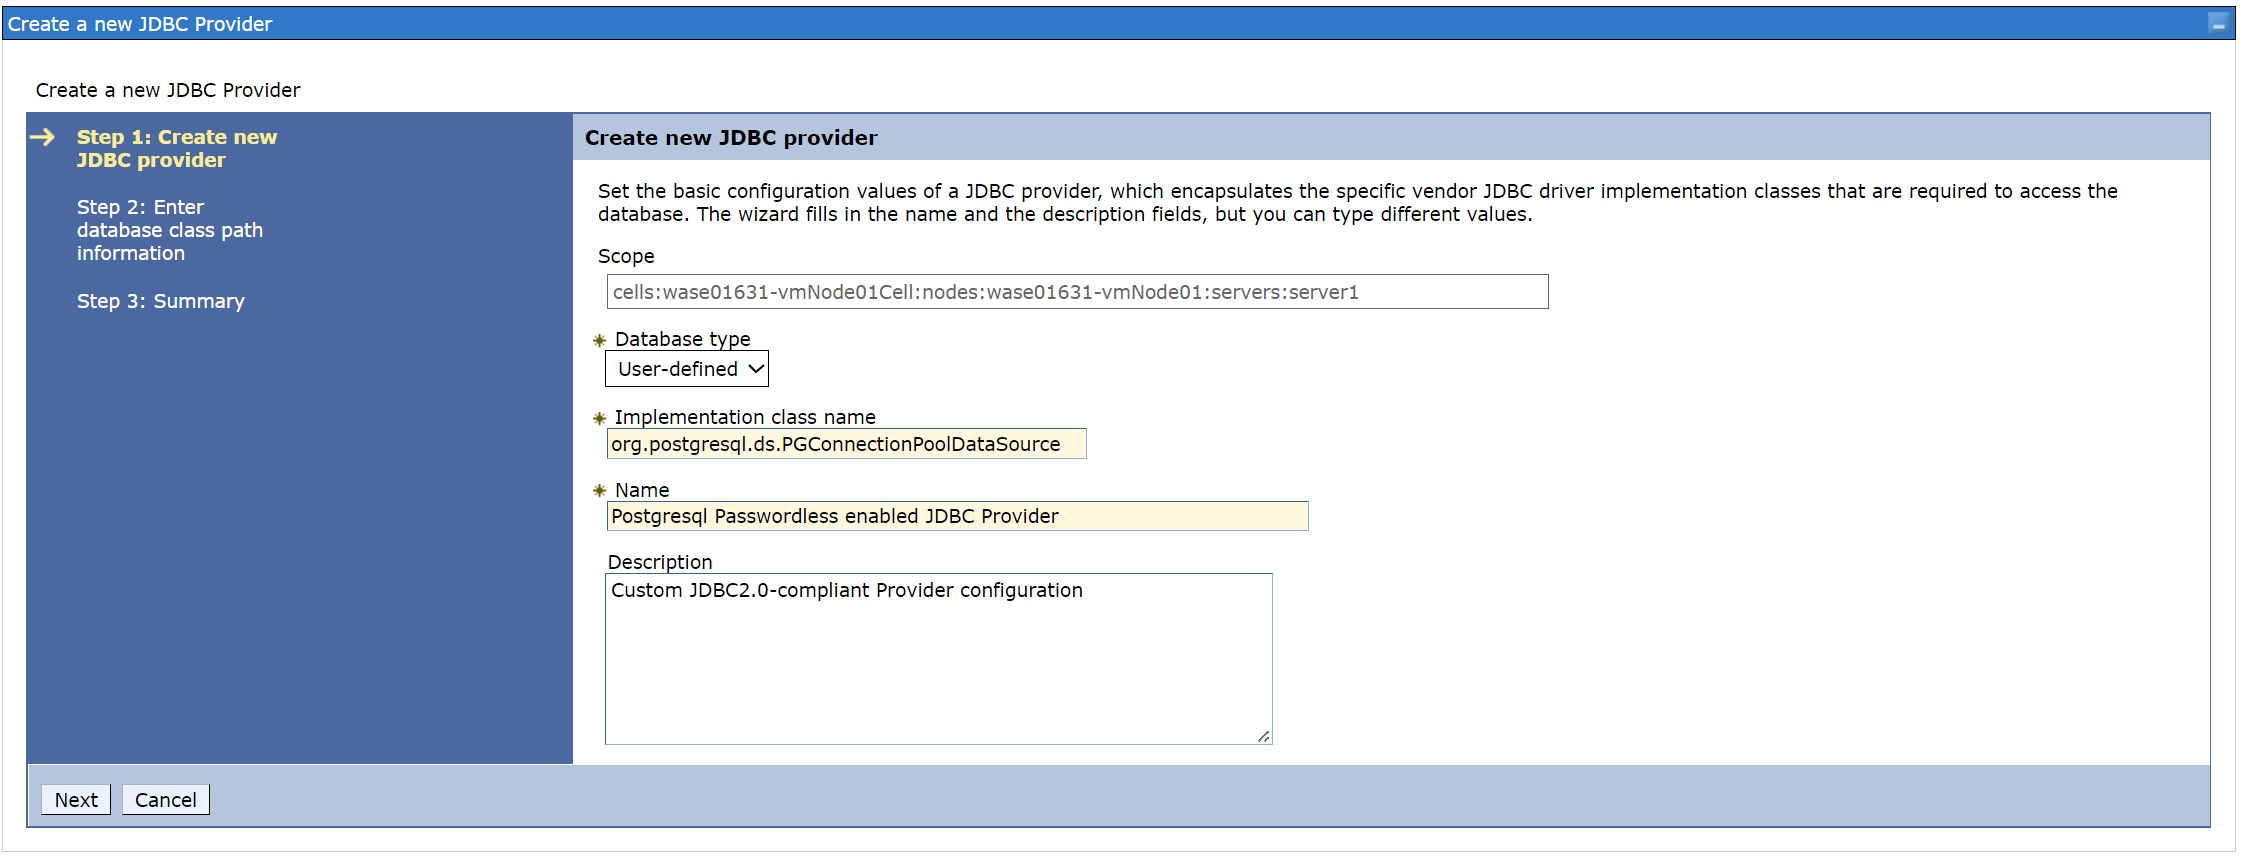 Create a new JDBC Provider
Create a new JDBC Provider
Step 1: Create new
JDBC provider
Step 2: Enter
database class path
information
Step 3: Summary
Create new JDBC provider
Set the basic configuration values of a JDBC provider, which encapsulates the specific vendor JDBC driver implementation classes that are required to access the
database. The wizard fills in the name and the description fields, but you can type different values.
Scope
cells:wase01631-vmNode01Cell:nodes:wase01631-vmNode01:servers:server1
Database type
User-defined
Implementation class name
org.postgresql.ds.PGConnectionPoolDataSource
Name
Postgresql Passwordless enabled JDBC Provider
Description
Custom JDBC2.0-compliant Provider configuration
Next
Cancel